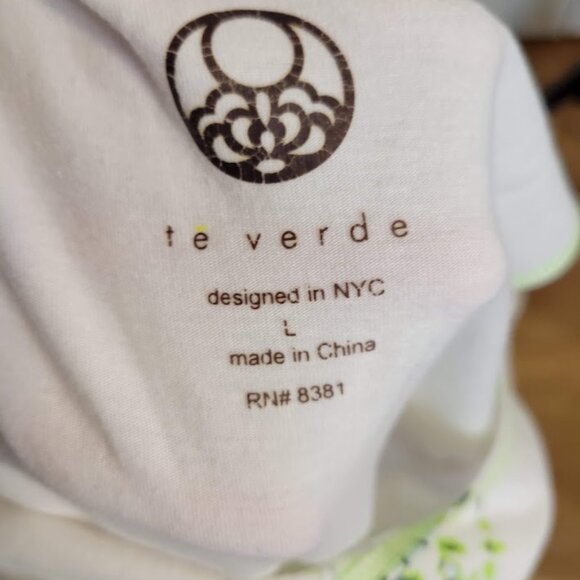 te verde
designed in NYC
L
made in China
RN# 8381